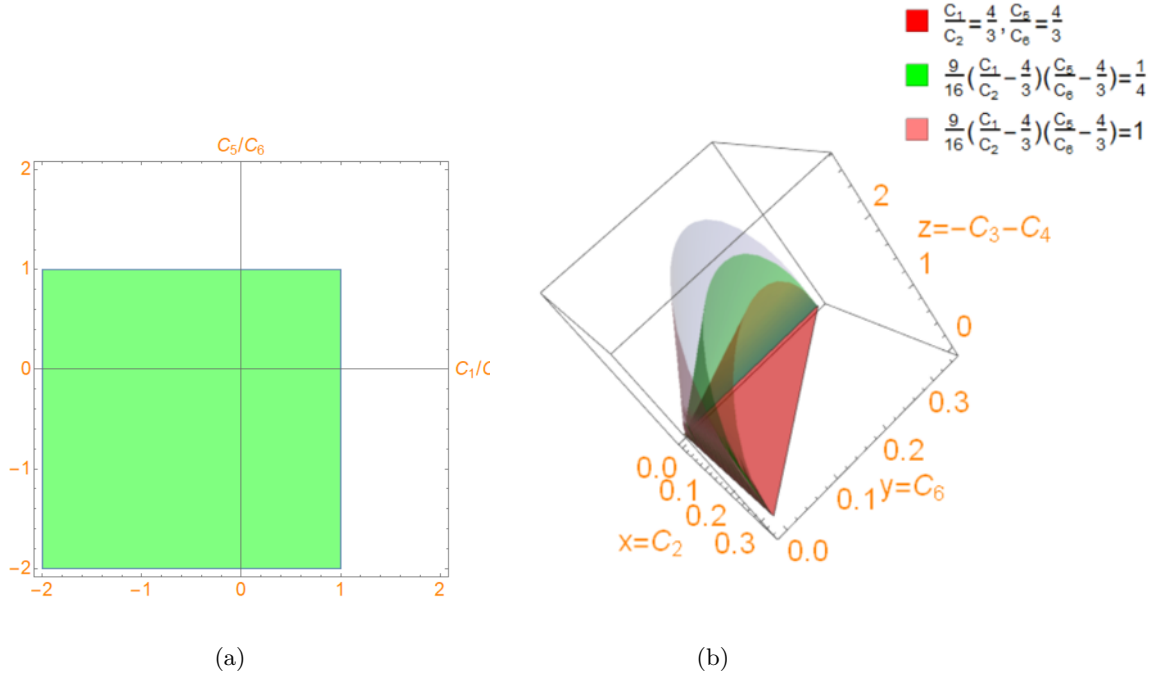 C₁/C₂=4/3, C₅/C₆=4/3
9/16(C₁/C₂−4/3)(C₅/C₆−4/3)=1/4
9/16(C₁/C₂−4/3)(C₅/C₆−4/3)=1
C₅/C₆
2
1
0
−1
−2
C₁/C
−2
−1
0
1
2
2
z=−C₃−C₄
1
0
0.3
0.2
0.1
y=C₆
0.0
0.0
0.1
0.2
0.3
x=C₂
(a)
(b)